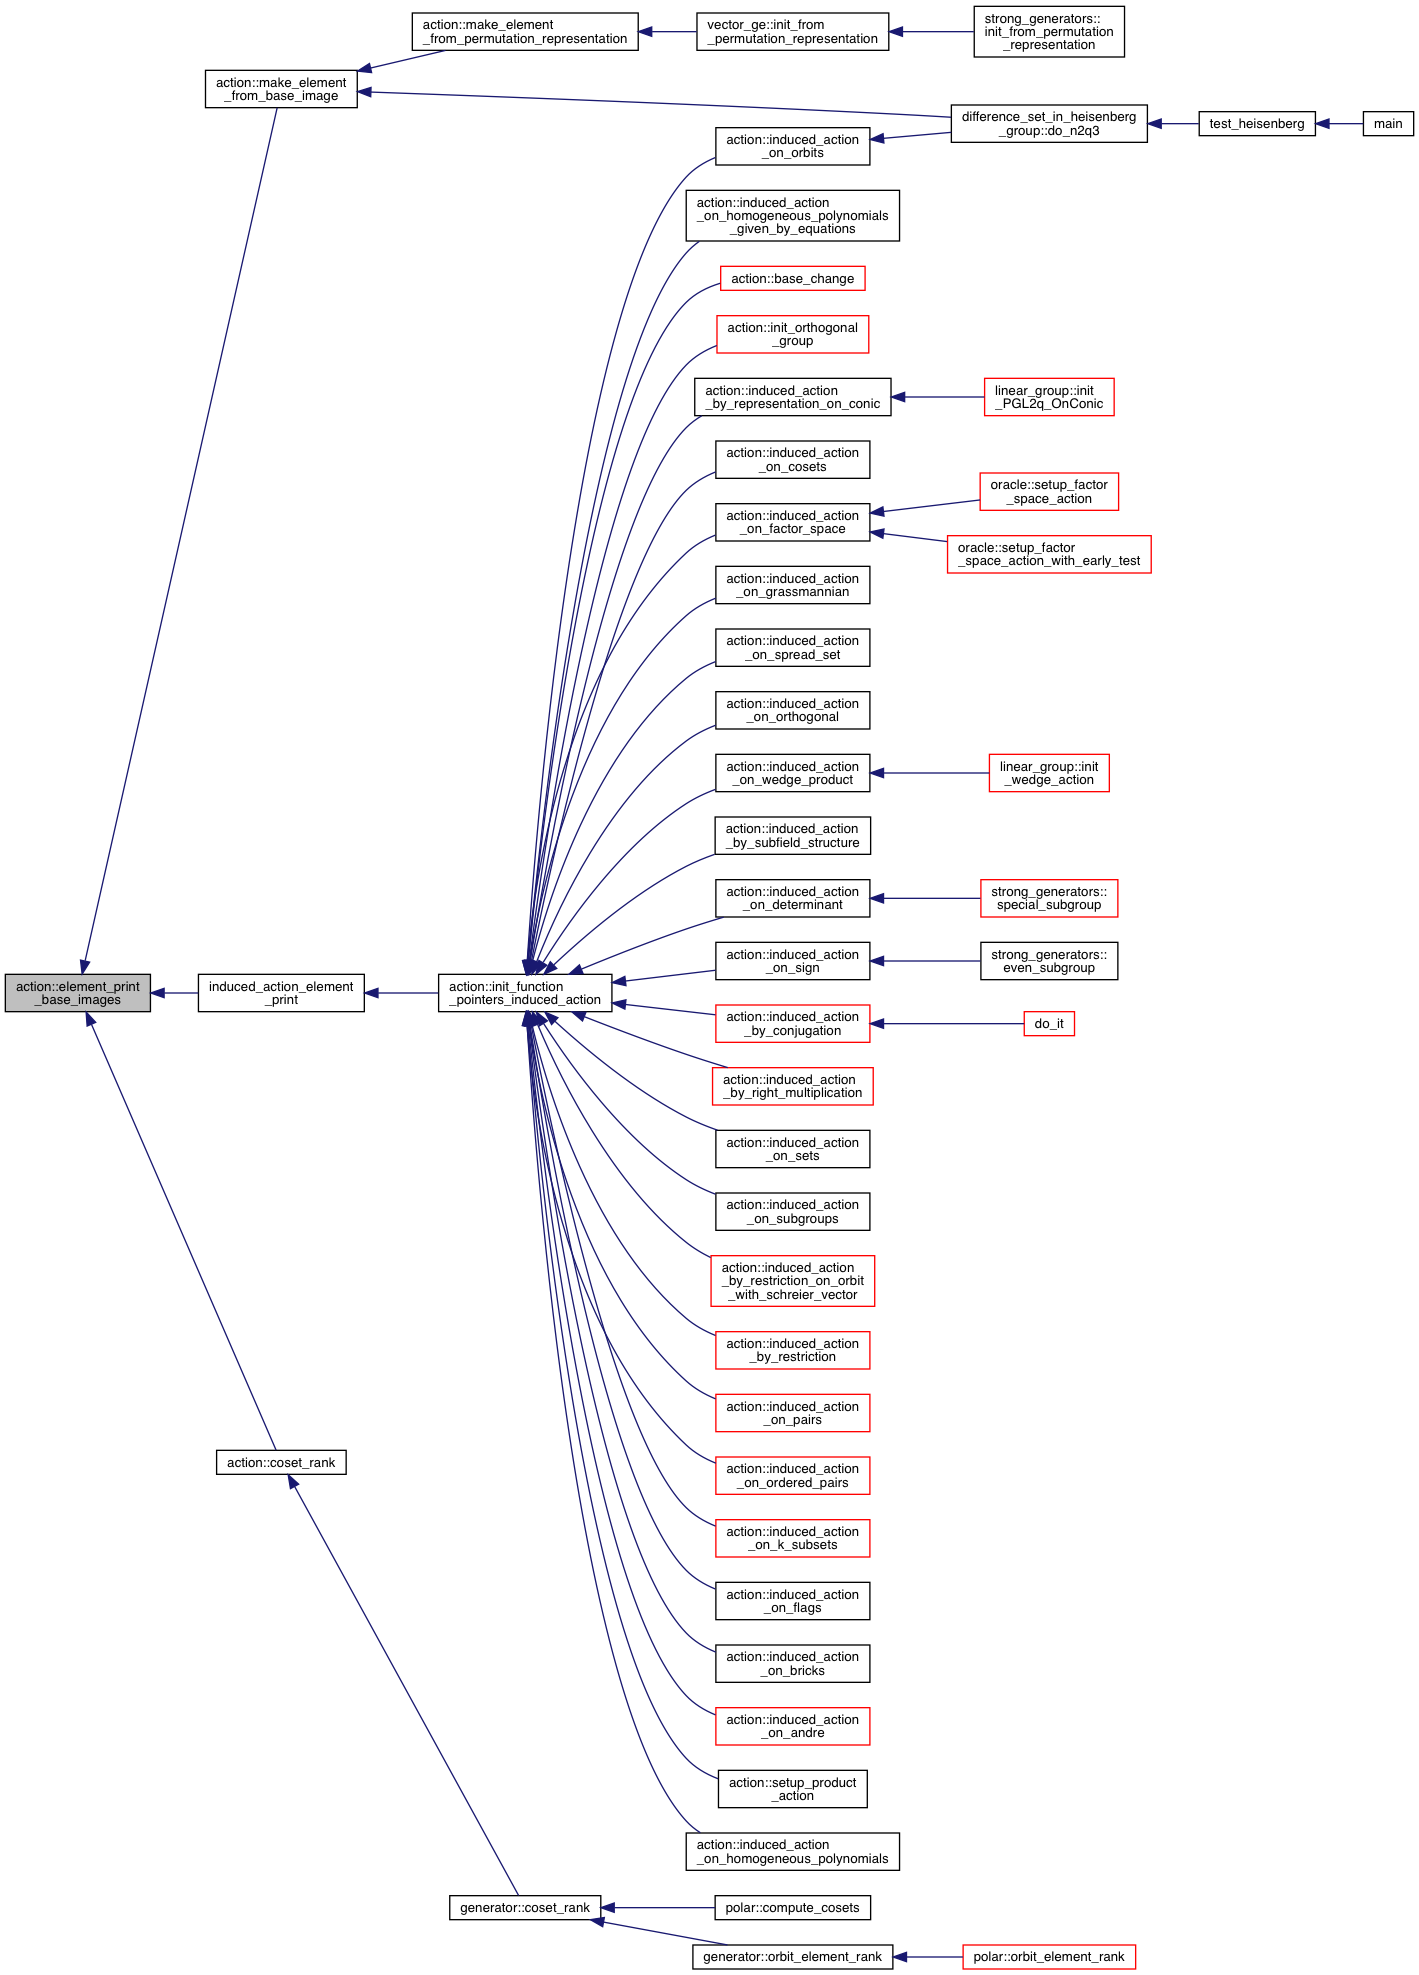 action::make_element
_from_permutation_representation
vector_ge::init_from
_permutation_representation
strong_generators::
init_from_permutation
_representation
action::make_element
_from_base_image
difference_set_in_heisenberg
_group::do_n2q3
test_heisenberg
main
action::induced_action
_on_orbits
action::induced_action
_on_homogeneous_polynomials
_given_by_equations
action::base_change
action::init_orthogonal
_group
action::induced_action
_by_representation_on_conic
linear_group::init
_PGL2q_OnConic
action::induced_action
_on_cosets
action::induced_action
_on_factor_space
oracle::setup_factor
_space_action
oracle::setup_factor
_space_action_with_early_test
action::induced_action
_on_grassmannian
action::induced_action
_on_spread_set
action::induced_action
_on_orthogonal
action::induced_action
_on_wedge_product
linear_group::init
_wedge_action
action::induced_action
_by_subfield_structure
action::induced_action
_on_determinant
strong_generators::
special_subgroup
action::induced_action
_on_sign
strong_generators::
even_subgroup
action::element_print
_base_images
induced_action_element
_print
action::init_function
_pointers_induced_action
action::induced_action
_by_conjugation
do_it
action::induced_action
_by_right_multiplication
action::induced_action
_on_sets
action::induced_action
_on_subgroups
action::induced_action
_by_restriction_on_orbit
_with_schreier_vector
action::induced_action
_by_restriction
action::induced_action
_on_pairs
action::coset_rank
action::induced_action
_on_ordered_pairs
action::induced_action
_on_k_subsets
action::induced_action
_on_flags
action::induced_action
_on_bricks
action::induced_action
_on_andre
action::setup_product
_action
action::induced_action
_on_homogeneous_polynomials
generator::coset_rank
polar::compute_cosets
generator::orbit_element_rank
polar::orbit_element_rank